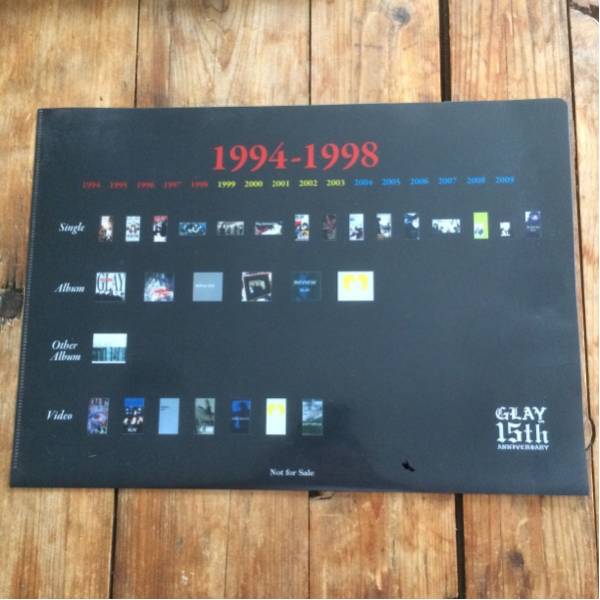 1994-1998
1994 1995 1996 1997 1998 1999 2000 2001 2002 2003 2004 2005 2006 2007 2008 2009
Single
Album
GLAY
Other
Album
Video
GLAY
15th
ANNIVERSARY
Not for Sale